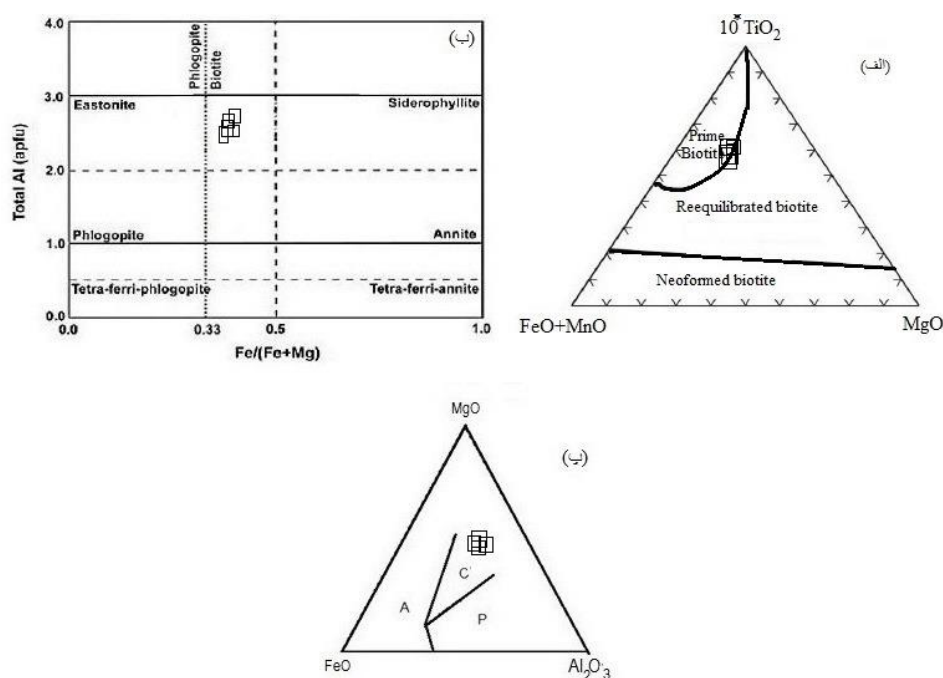 4.0
3.0
2.0
1.0
0.0
Total Al (apfu)
Phlogopite
Biotite
(ب)
Eastonite
Siderophyllite
Phlogopite
Annite
Tetra-ferri-phlogopite
Tetra-ferri-annite
0.0
0.33
0.5
1.0
Fe/(Fe+Mg)
10*TiO2
(الف)
Prime
Biotite
Reequilibrated biotite
Neoformed biotite
FeO+MnO
MgO
MgO
(پ)
C
A
P
FeO
Al2O3